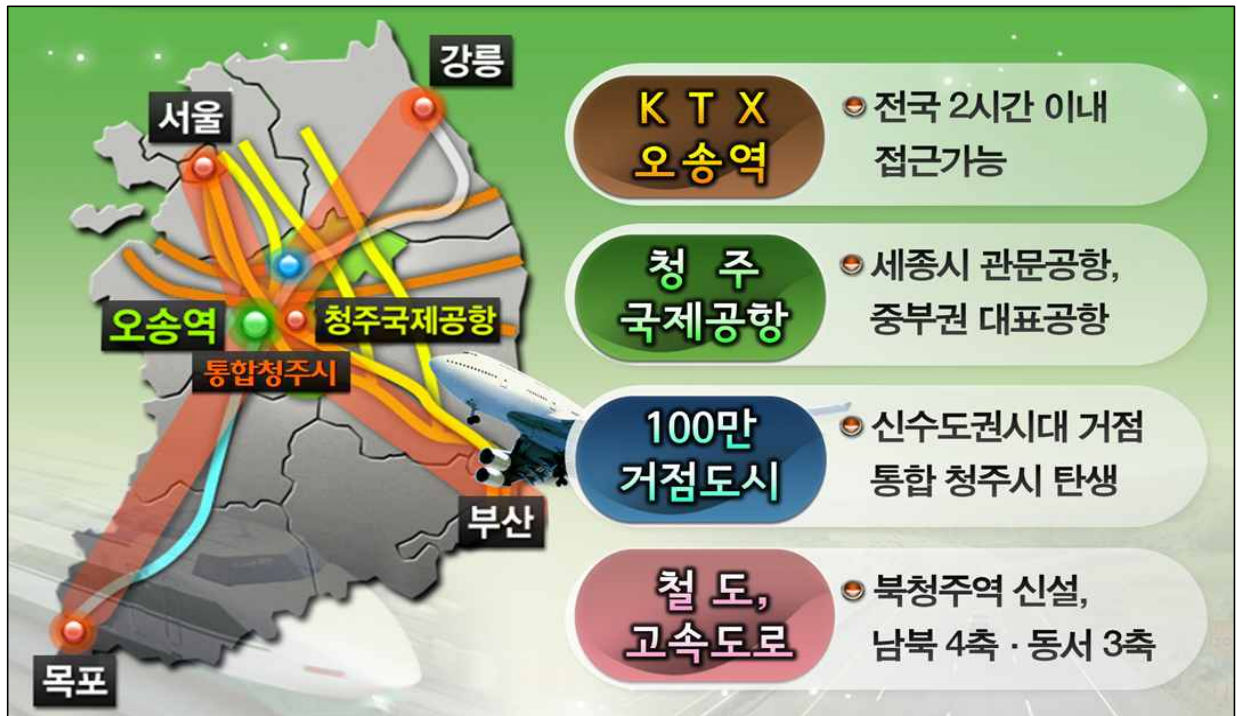 강릉
서울
오송역
청주국제공항
통합청주시
부산
목포
K T X
오송역
전국 2시간 이내
접근가능
청 주
국제공항
세종시 관문공항,
중부권 대표공항
100만
거점도시
신수도권시대 거점
통합 청주시 탄생
철 도,
고속도로
북청주역 신설,
남북 4축 · 동서 3축